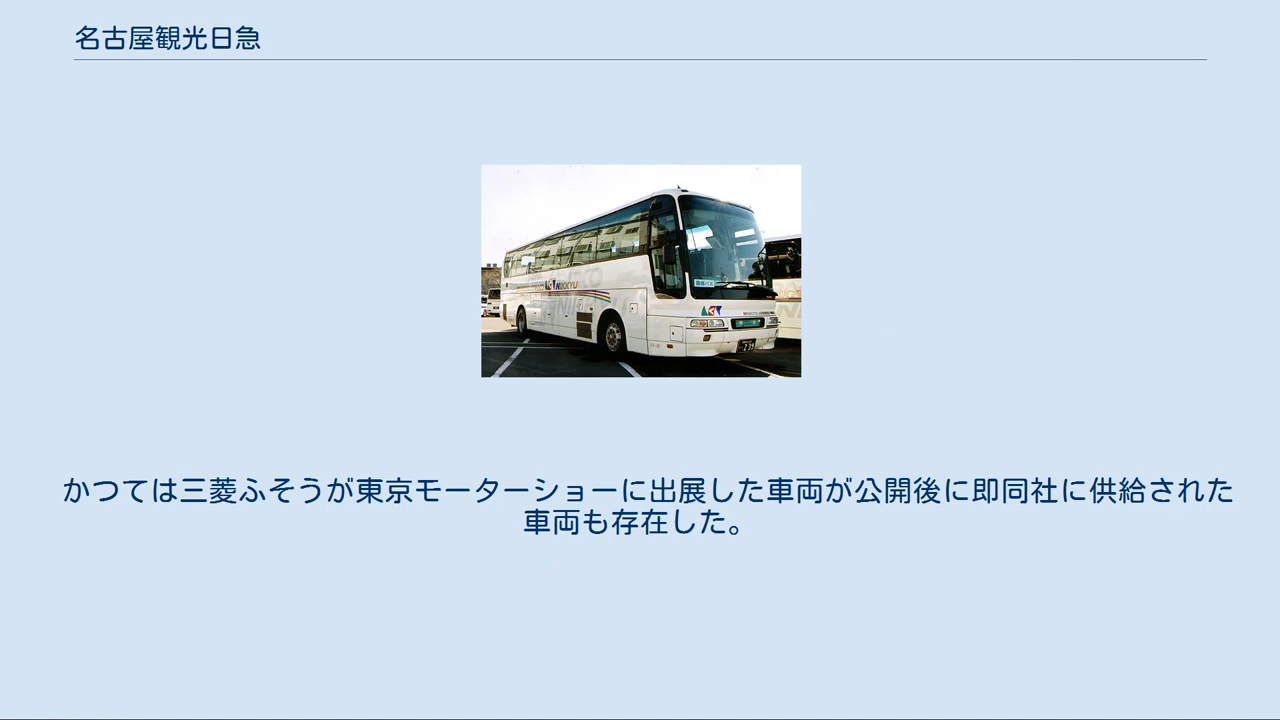 名古屋観光日急
NIKKYU
かつては三菱ふそうが東京モーターショーに出展した車両が公開後に即同社に供給された
車両も存在した。